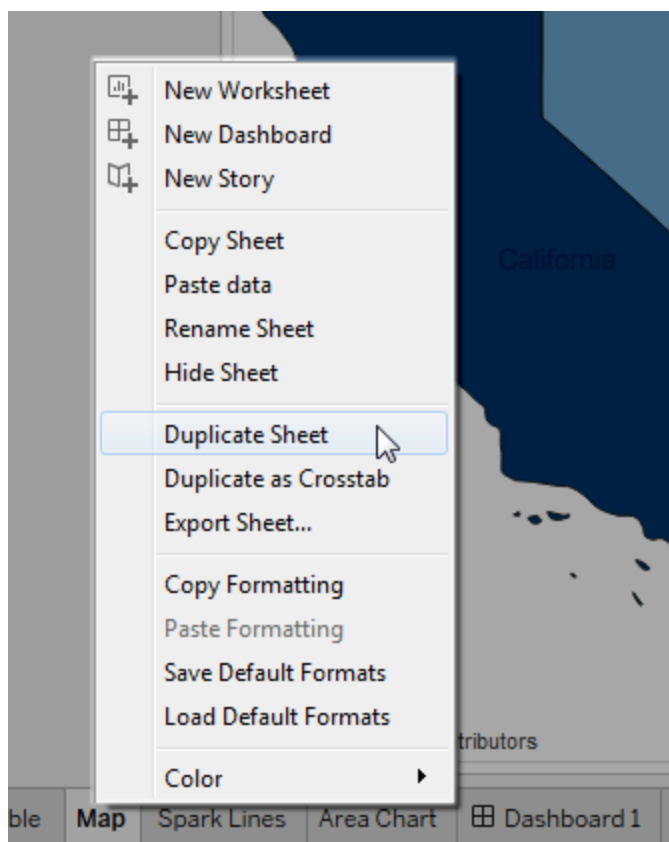 New Worksheet
New Dashboard
New Story
California
Copy Sheet
Paste data
Rename Sheet
Hide Sheet
Duplicate Sheet
Duplicate as Crosstab
Export Sheet...
Copy Formatting
Paste Formatting
Save Default Formats
Load Default Formats
tributors
Color
ble Map Spark Lines Area Chart Dashboard 1